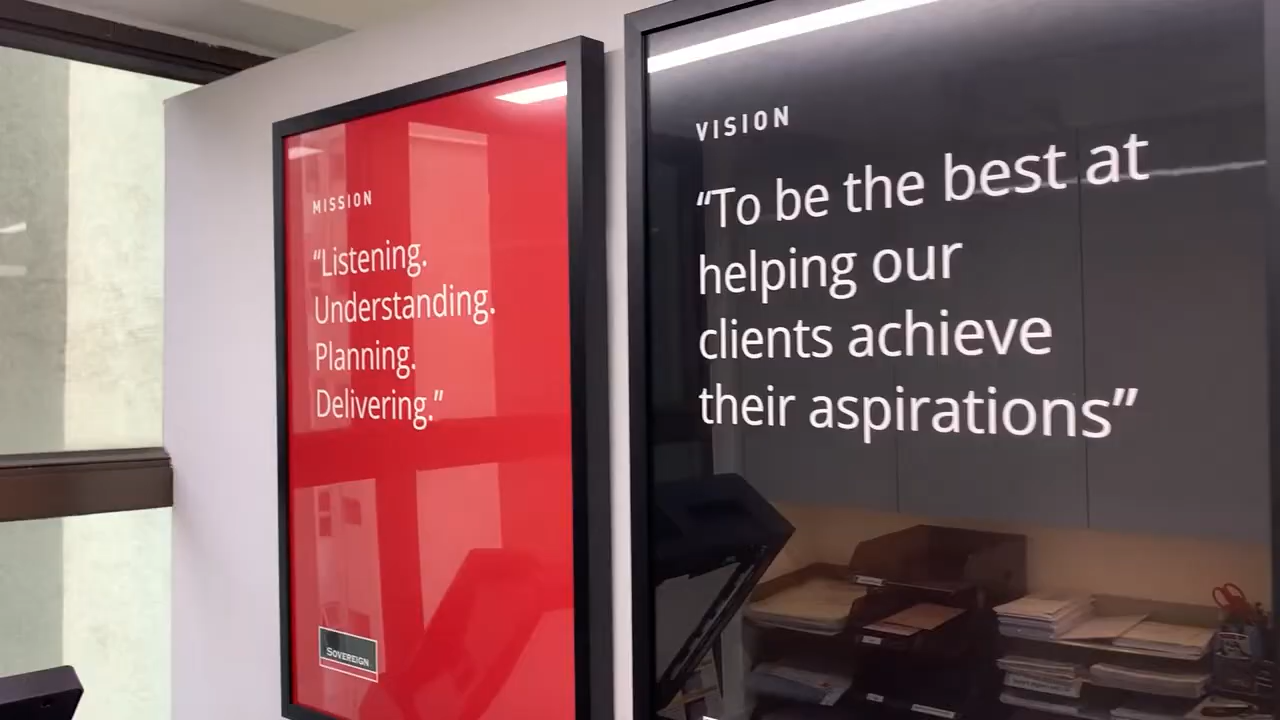 MISSION
“Listening.
Understanding.
Planning.
Delivering.”
SOVEREIGN
VISION
“To be the best at
helping our
clients achieve
their aspirations”